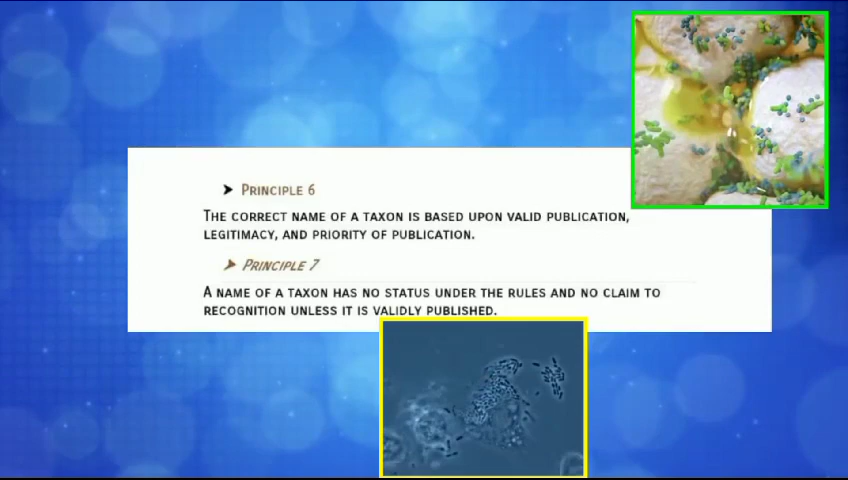 ➤ Principle 6
The correct name of a taxon is based upon valid publication,
legitimacy, and priority of publication.
➤ Principle 7
A name of a taxon has no status under the rules and no claim to
recognition unless it is validly published.